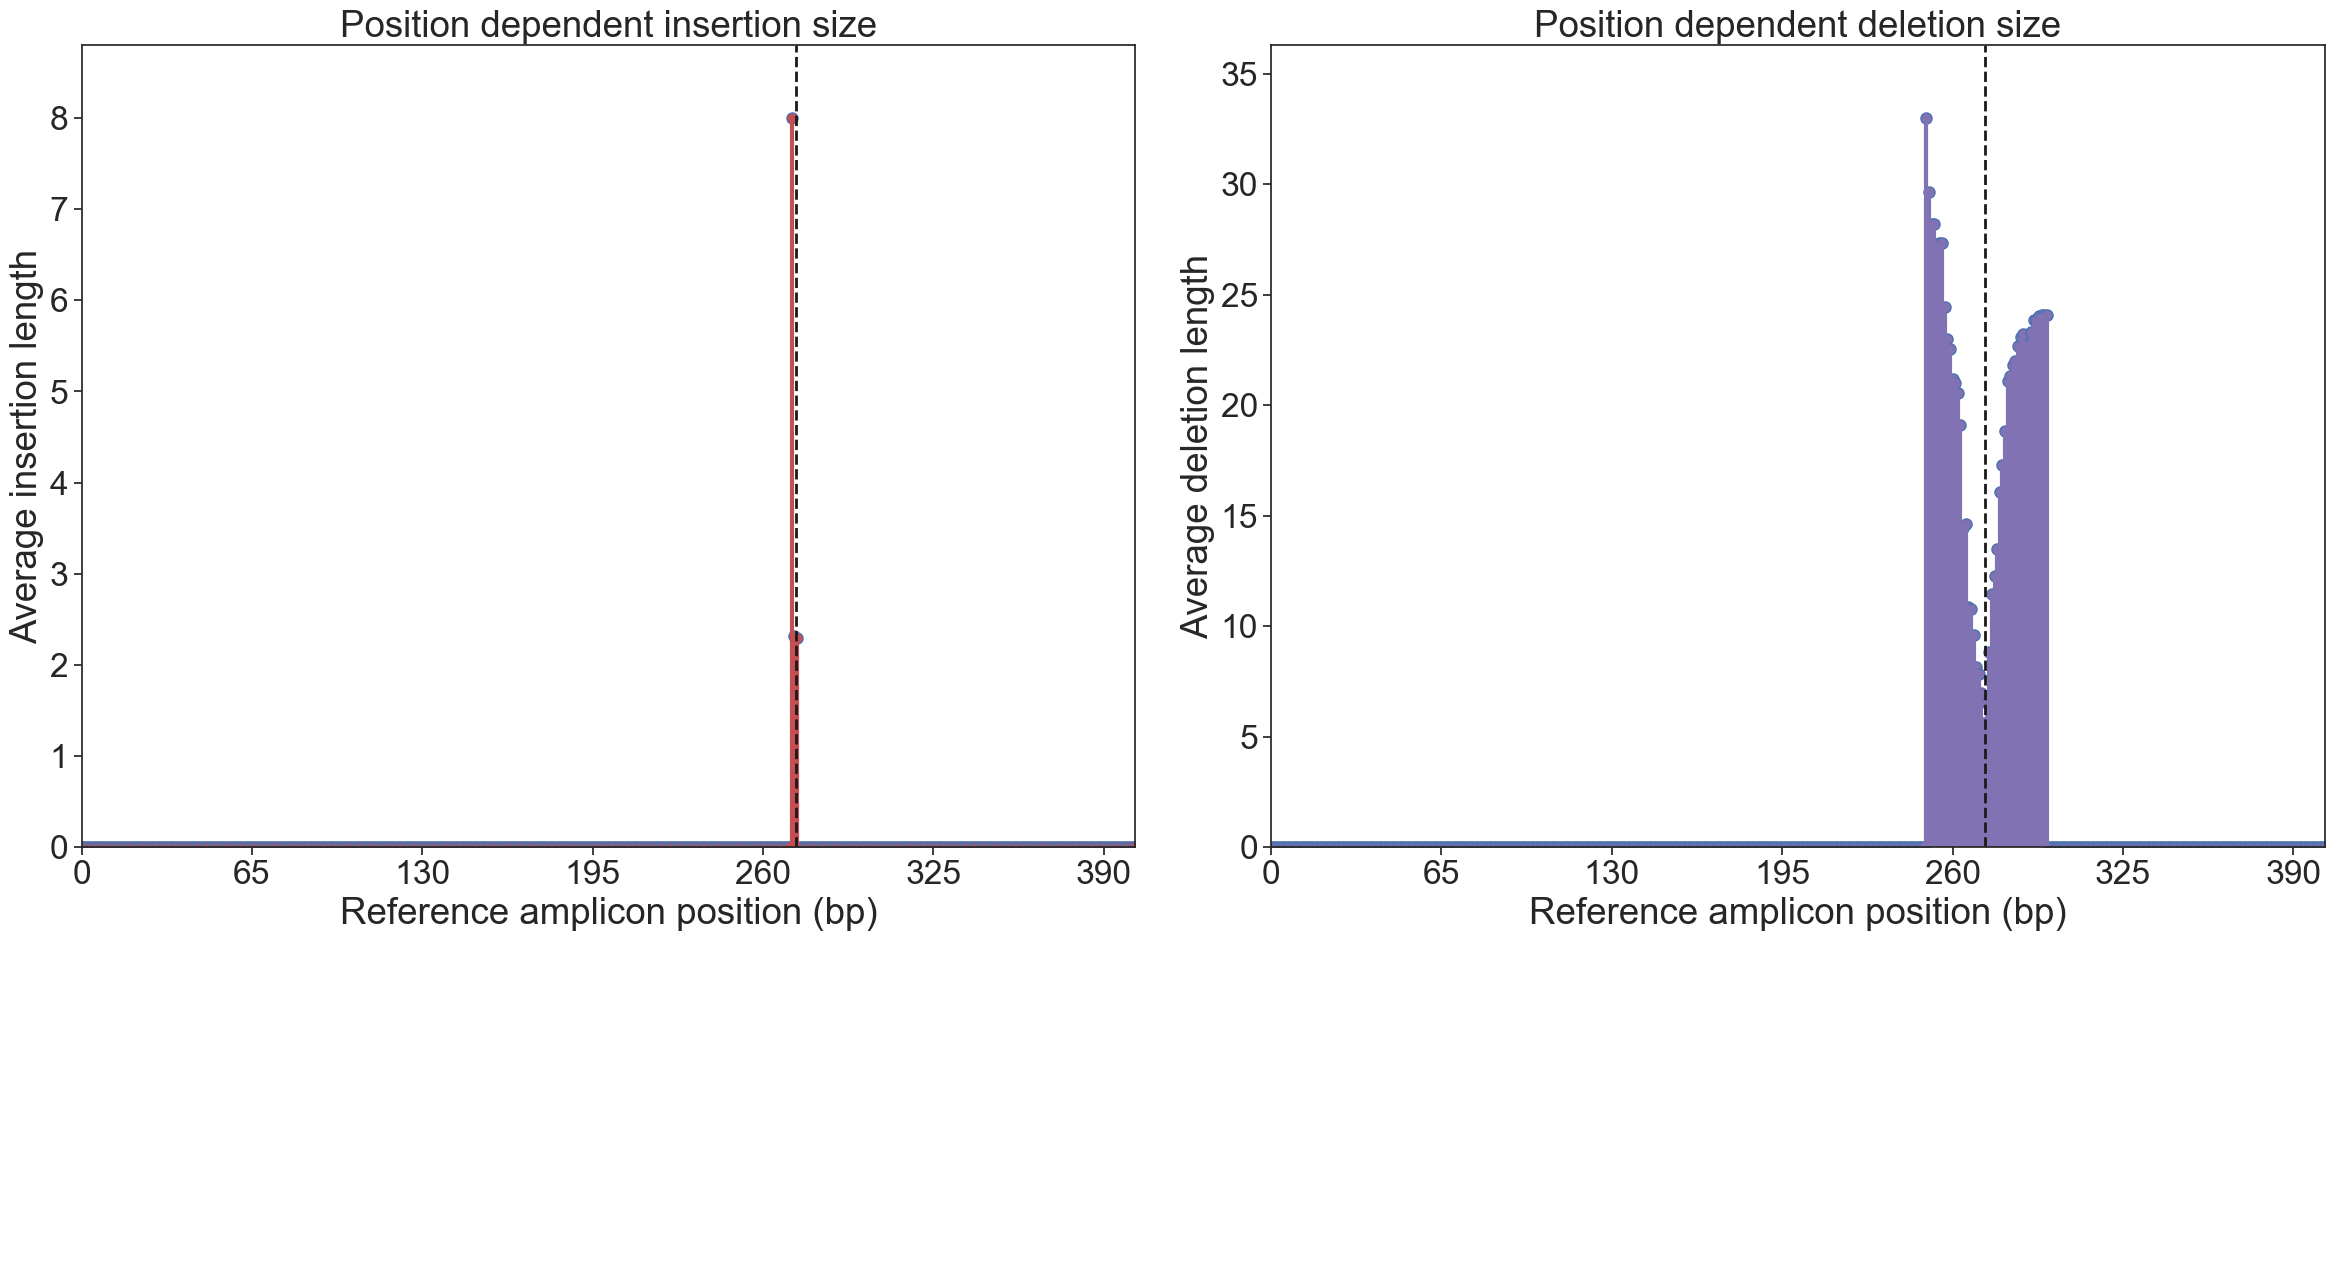 Position dependent insertion size
Average insertion length
8
7
6
5
4
3
2
1
0
0 65 130 195 260 325 390
Reference amplicon position (bp)
Position dependent deletion size
Average deletion length
35
30
25
20
15
10
5
0
0 65 130 195 260 325 390
Reference amplicon position (bp)